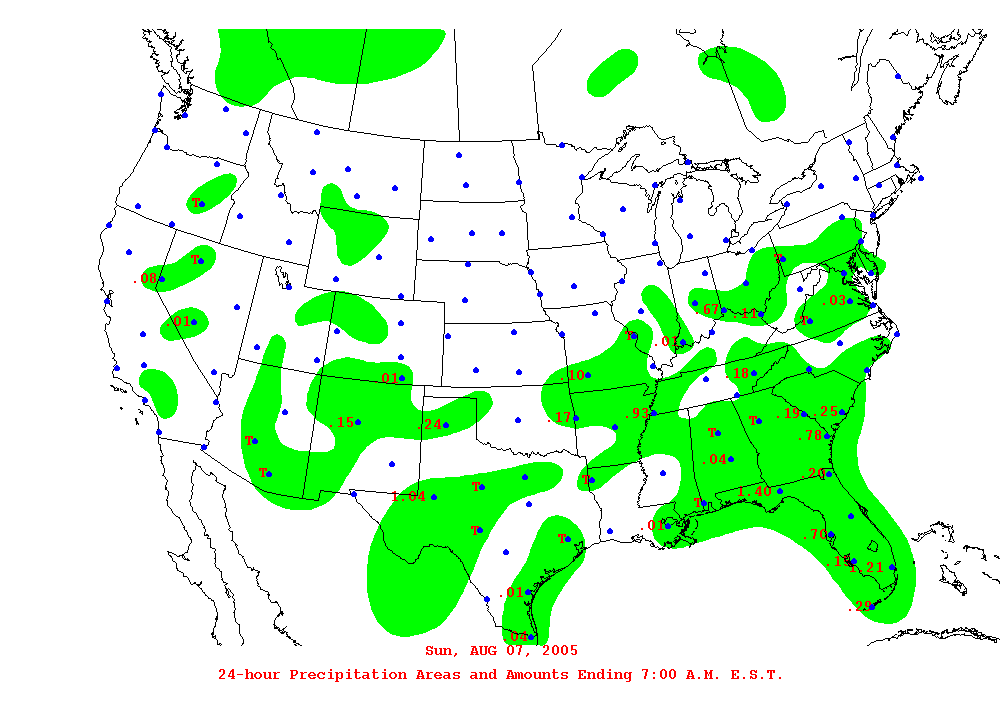 T
T
.08
T
.03
.67
.11
T
.01
T
.01
.10
.18
.01
.15
.24
.17
.93
.19
.25
T
.78
T
T
.04
T
.20
T
T
1.40
1.04
T
.01
T
.70
T
1.21
.01
.29
.04
Sun, AUG 07, 2005
24-hour Precipitation Areas and Amounts Ending 7:00 A.M. E.S.T.